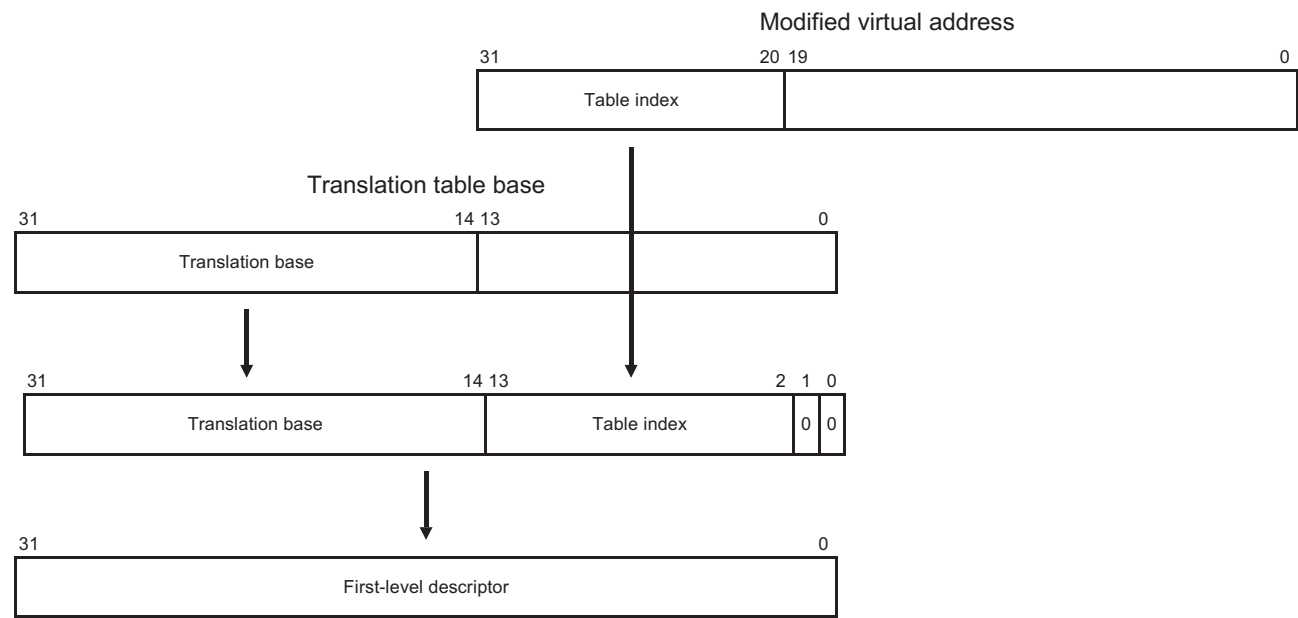 Modified virtual address
31 20 19 0
Table index
Translation table base
31 14 13 0
Translation base
31 14 13 2 1 0
Translation base Table index 0 0
31 0
First-level descriptor